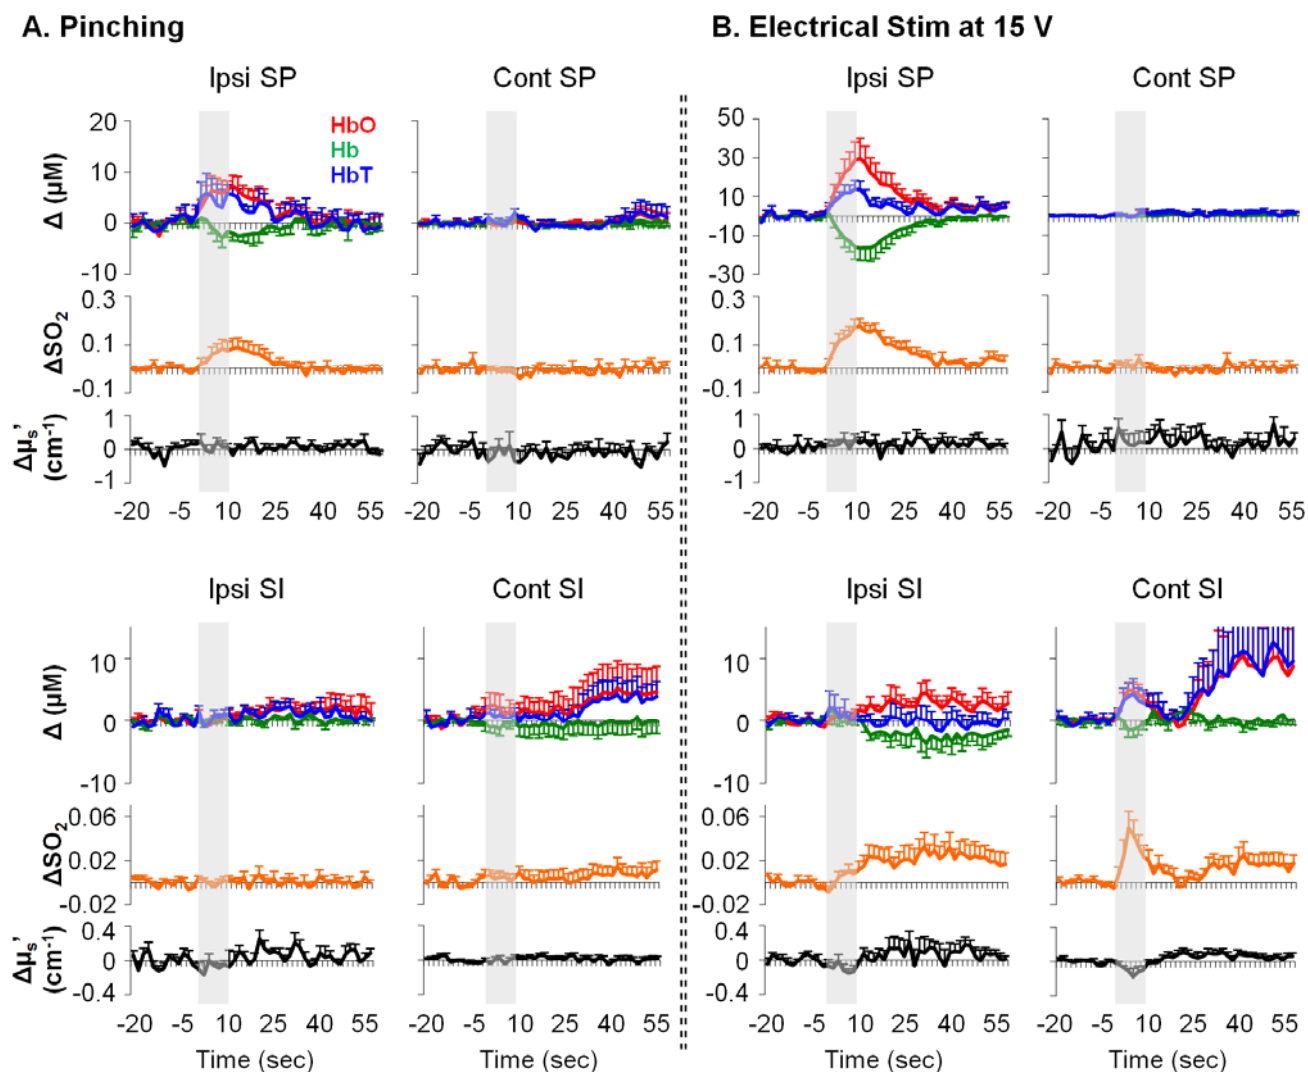 A. Pinching
B. Electrical Stim at 15 V
Ipsi SP
Cont SP
Ipsi SP
Cont SP
HbO
Hb
HbT
Δ (µM)
20
10
0
-10
50
30
10
-10
-30
ΔSO2
0.3
0.1
-0.1
0.3
0.1
-0.1
Δµs'
(cm-1)
1
0
-1
1
0
-1
1
0
-1
-20 -5 10 25 40 55
-20 -5 10 25 40 55
-20 -5 10 25 40 55
-20 -5 10 25 40 55
Ipsi SI
Cont SI
Ipsi SI
Cont SI
Δ (µM)
10
0
-10
10
0
-10
ΔSO2
0.06
0.02
-0.02
0.06
0.02
-0.02
Δµs'
(cm-1)
0.4
0
-0.4
0.4
0
-0.4
-20 -5 10 25 40 55
-20 -5 10 25 40 55
-20 -5 10 25 40 55
-20 -5 10 25 40 55
Time (sec)
Time (sec)
Time (sec)
Time (sec)